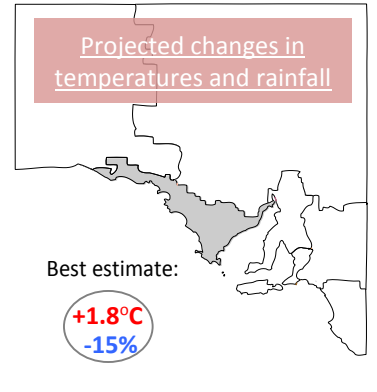 Projected changes in
temperatures and rainfall
Best estimate:
+1.8°C
-15%